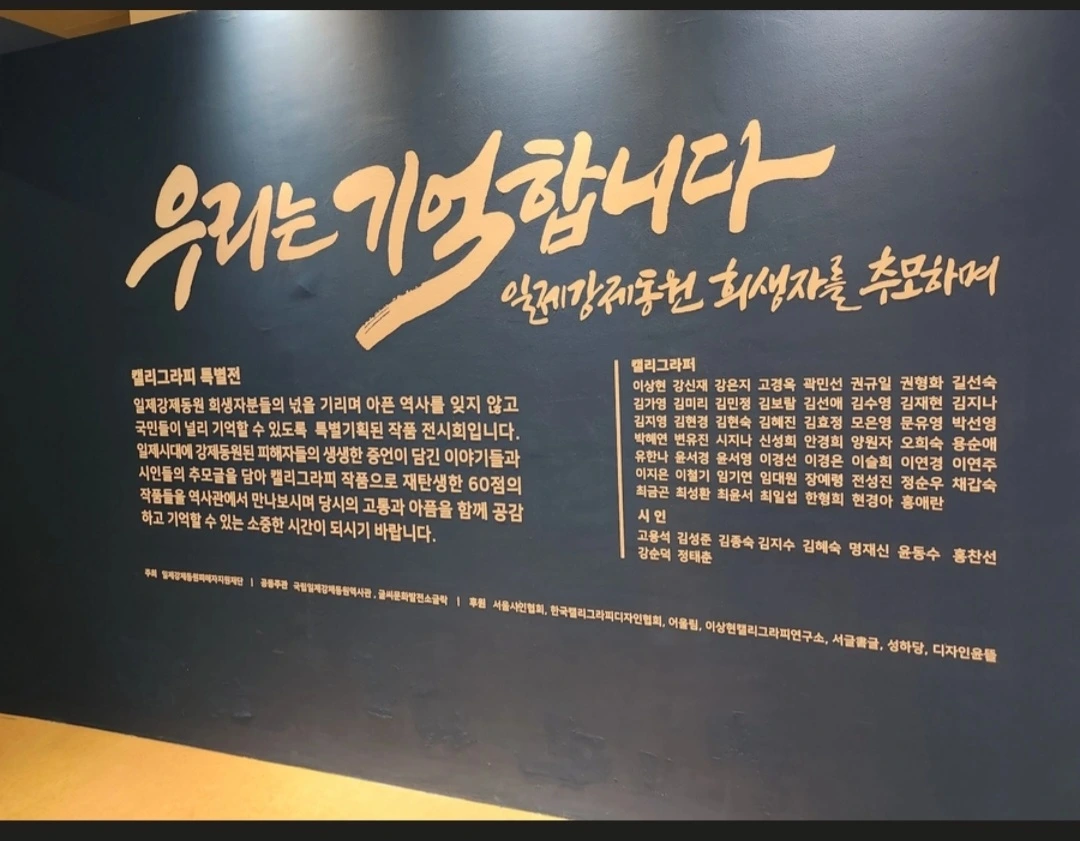 우리는 기억합니다
일제강제동원 희생자를 추모하며
캘리그라피 특별전
일제강제동원 희생자분들의 넋을 기리며 아픈 역사를 잊지 않고
국민들이 널리 기억할 수 있도록 특별기획된 작품 전시회입니다.
일제시대에 강제동원된 피해자들의 생생한 증언이 담긴 이야기들과
시인들의 추모글을 담아 캘리그라피 작품으로 재탄생한 60점의
작품들을 역사관에서 만나보시며 당시의 고통과 아픔을 함께 공감
하고 기억할 수 있는 소중한 시간이 되시기 바랍니다.
캘리그라퍼
이상현 강신재 강은지 고경옥 곽민선 권규일 권형화 길선숙
김가영 김미리 김민정 김보람 김선애 김수영 김재현 김지나
김지영 김현경 김현숙 김혜진 김효정 모은영 문유영 박선영
박혜연 변유진 시지나 신성희 안경희 양원자 오희숙 용순애
유한나 윤서경 윤서영 이경선 이경은 이슬희 이연경 이연주
이지은 이철기 임기연 임대원 장예령 전성진 정순우 채갑숙
최금곤 최성환 최윤서 최일섭 한형희 현경아 홍애란
시 인
고용석 김성준 김종숙 김지수 김혜숙 명재신 윤동수 홍찬선
강순덕 정태춘
주최 일제강제동원피해자지원재단 | 공동주관 국립일제강제동원역사관, 글씨문화발전소글락 | 후원 서울시인협회, 한국캘리그라피디자인협회, 어울림, 이상현캘리그라피연구소, 서글書글, 성하당, 디자인윤뜰